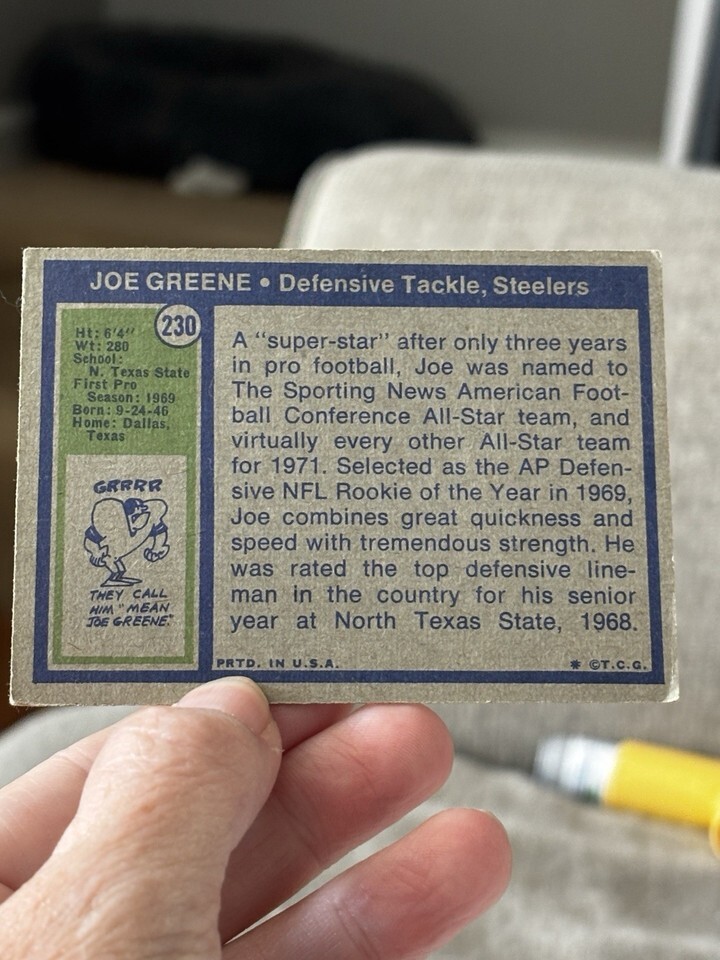 JOE GREENE • Defensive Tackle, Steelers
230
Ht: 6'4"
Wt: 280
School:
N. Texas State
First Pro
Season: 1969
Born: 9-24-46
Home: Dallas,
Texas
GRRRR
THEY CALL
HIM "MEAN
JOE GREENE."
A "super-star" after only three years
in pro football, Joe was named to
The Sporting News American Foot-
ball Conference All-Star team, and
virtually every other All-Star team
for 1971. Selected as the AP Defen-
sive NFL Rookie of the Year in 1969,
Joe combines great quickness and
speed with tremendous strength. He
was rated the top defensive line-
man in the country for his senior
year at North Texas State, 1968.
PRTD. IN U.S.A.
* ©T.C.G.